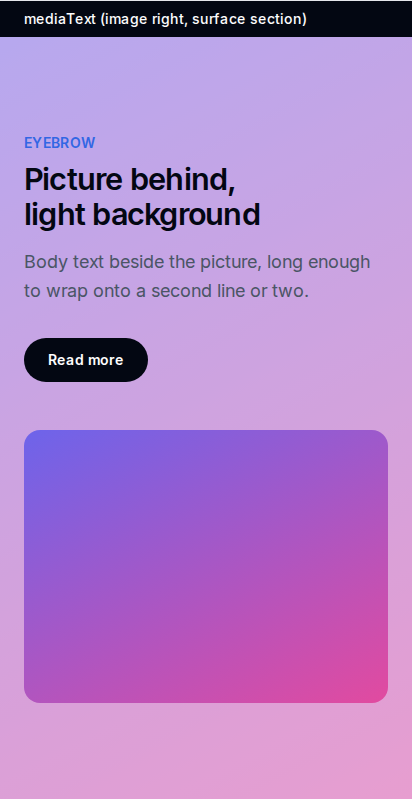 mediaText (image right, surface section)
EYEBROW
Picture behind,
light background
Body text beside the picture, long enough
to wrap onto a second line or two.
Read more